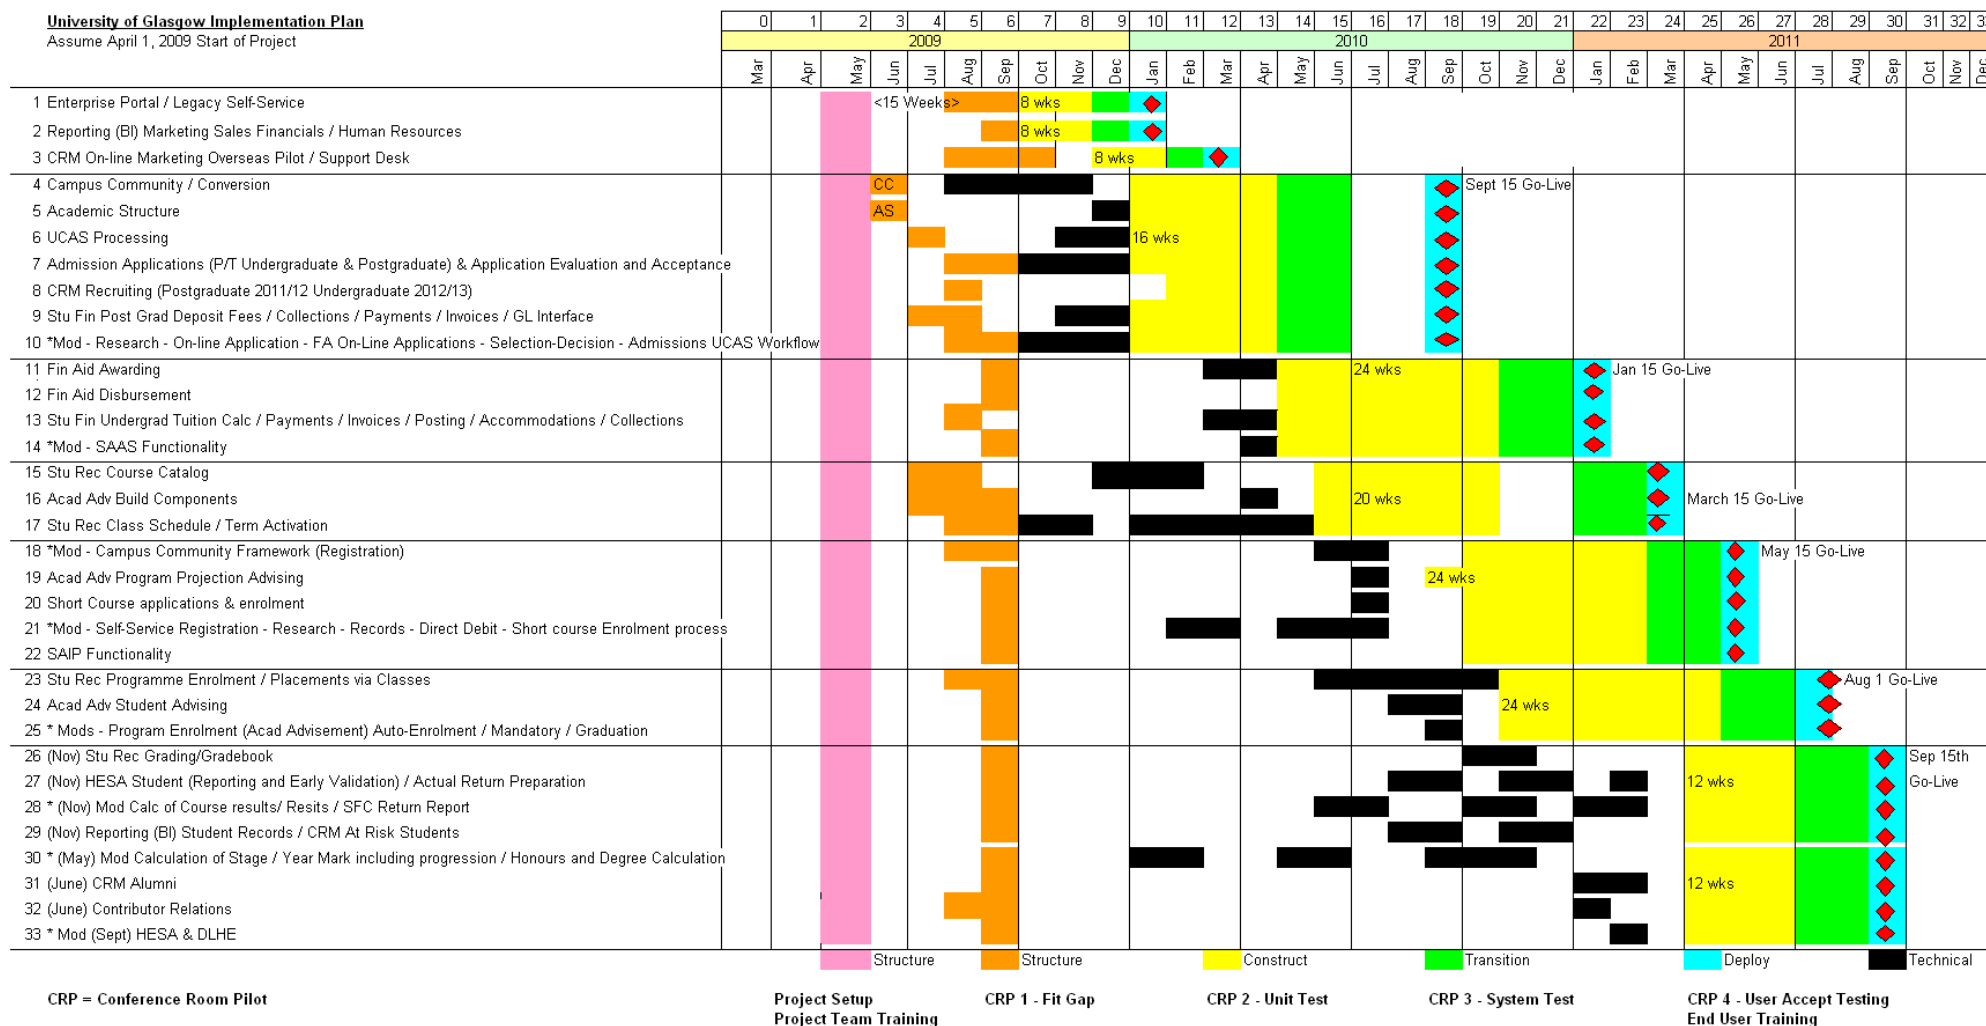 University of Glasgow Implementation Plan
Assume April 1, 2009 Start of Project
0 1 2 3 4 5 6 7 8 9 10 11 12 13 14 15 16 17 18 19 20 21 22 23 24 25 26 27 28 29 30 31 32
2009 2010 2011
Mar Apr May Jun Jul Aug Sep Oct Nov Dec Jan Feb Mar Apr May Jun Jul Aug Sep Oct Nov Dec Jan Feb Mar Apr May Jun Jul Aug Sep Oct Nov Dec
1 Enterprise Portal / Legacy Self-Service <15 Weeks> 8 wks
2 Reporting (BI) Marketing Sales Financials / Human Resources 8 wks
3 CRM On-line Marketing Overseas Pilot / Support Desk 8 wks
4 Campus Community / Conversion CC Sept 15 Go-Live
5 Academic Structure AS
6 UCAS Processing 16 wks
7 Admission Applications (P/T Undergraduate & Postgraduate) & Application Evaluation and Acceptance
8 CRM Recruiting (Postgraduate 2011/12 Undergraduate 2012/13)
9 Stu Fin Post Grad Deposit Fees / Collections / Payments / Invoices / GL Interface
10 *Mod - Research - On-line Application - FA On-Line Applications - Selection-Decision - Admissions UCAS Workflow
11 Fin Aid Awarding 24 wks Jan 15 Go-Live
12 Fin Aid Disbursement
13 Stu Fin Undergrad Tuition Calc / Payments / Invoices / Posting / Accommodations / Collections
14 *Mod - SAAS Functionality
15 Stu Rec Course Catalog
16 Acad Adv Build Components 20 wks March 15 Go-Live
17 Stu Rec Class Schedule / Term Activation
18 *Mod - Campus Community Framework (Registration) May 15 Go-Live
19 Acad Adv Program Projection Advising 24 wks
20 Short Course applications & enrolment
21 *Mod - Self-Service Registration - Research - Records - Direct Debit - Short course Enrolment process
22 SAIP Functionality
23 Stu Rec Programme Enrolment / Placements via Classes Aug 1 Go-Live
24 Acad Adv Student Advising 24 wks
25 * Mods - Program Enrolment (Acad Advisement) Auto-Enrolment / Mandatory / Graduation
26 (Nov) Stu Rec Grading/Gradebook Sep 15th
27 (Nov) HESA Student (Reporting and Early Validation) / Actual Return Preparation 12 wks Go-Live
28 * (Nov) Mod Calc of Course results/ Resits / SFC Return Report
29 (Nov) Reporting (BI) Student Records / CRM At Risk Students
30 * (May) Mod Calculation of Stage / Year Mark including progression / Honours and Degree Calculation
31 (June) CRM Alumni 12 wks
32 (June) Contributor Relations
33 * Mod (Sept) HESA & DLHE
Structure Structure Construct Transition Deploy Technical
CRP = Conference Room Pilot Project Setup CRP 1 - Fit Gap CRP 2 - Unit Test CRP 3 - System Test CRP 4 - User Accept Testing
Project Team Training End User Training